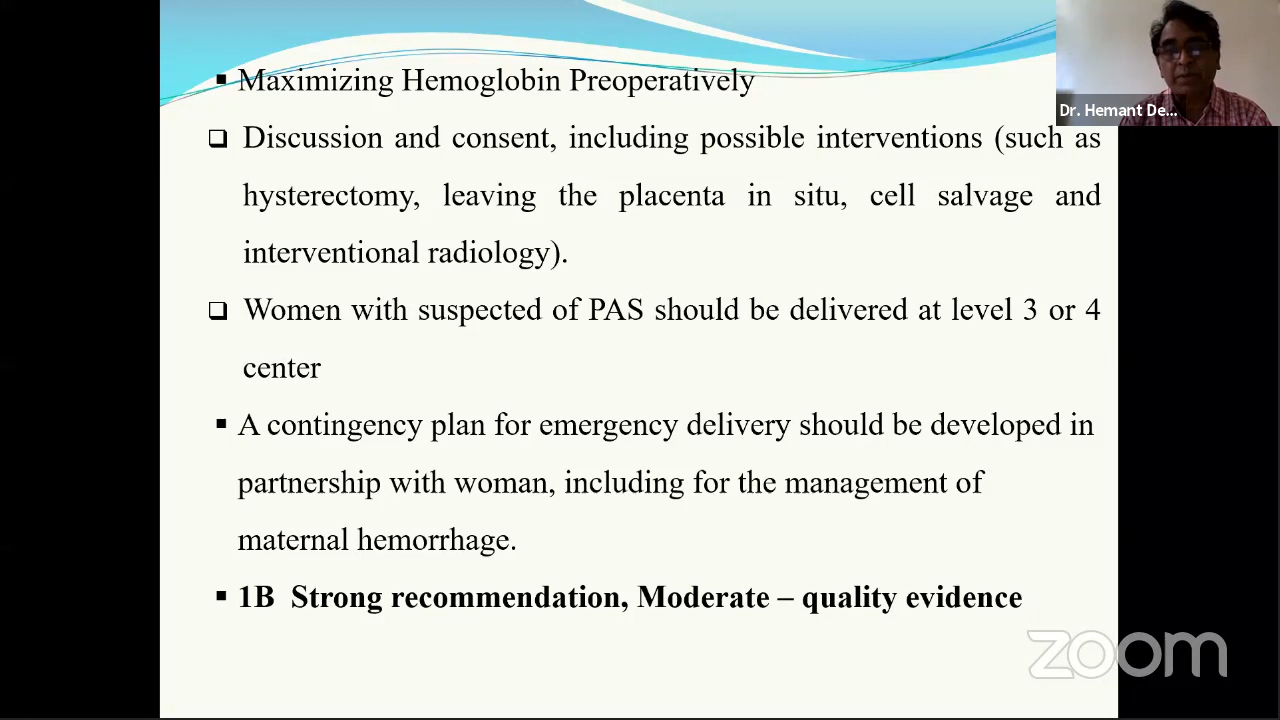 Maximizing Hemoglobin Preoperatively
Dr. Hemant De...
Discussion and consent, including possible interventions (such as
hysterectomy, leaving the placenta in situ, cell salvage and
interventional radiology).
Women with suspected of PAS should be delivered at level 3 or 4
center
A contingency plan for emergency delivery should be developed in
partnership with woman, including for the management of
maternal hemorrhage.
1B Strong recommendation, Moderate – quality evidence
zoom